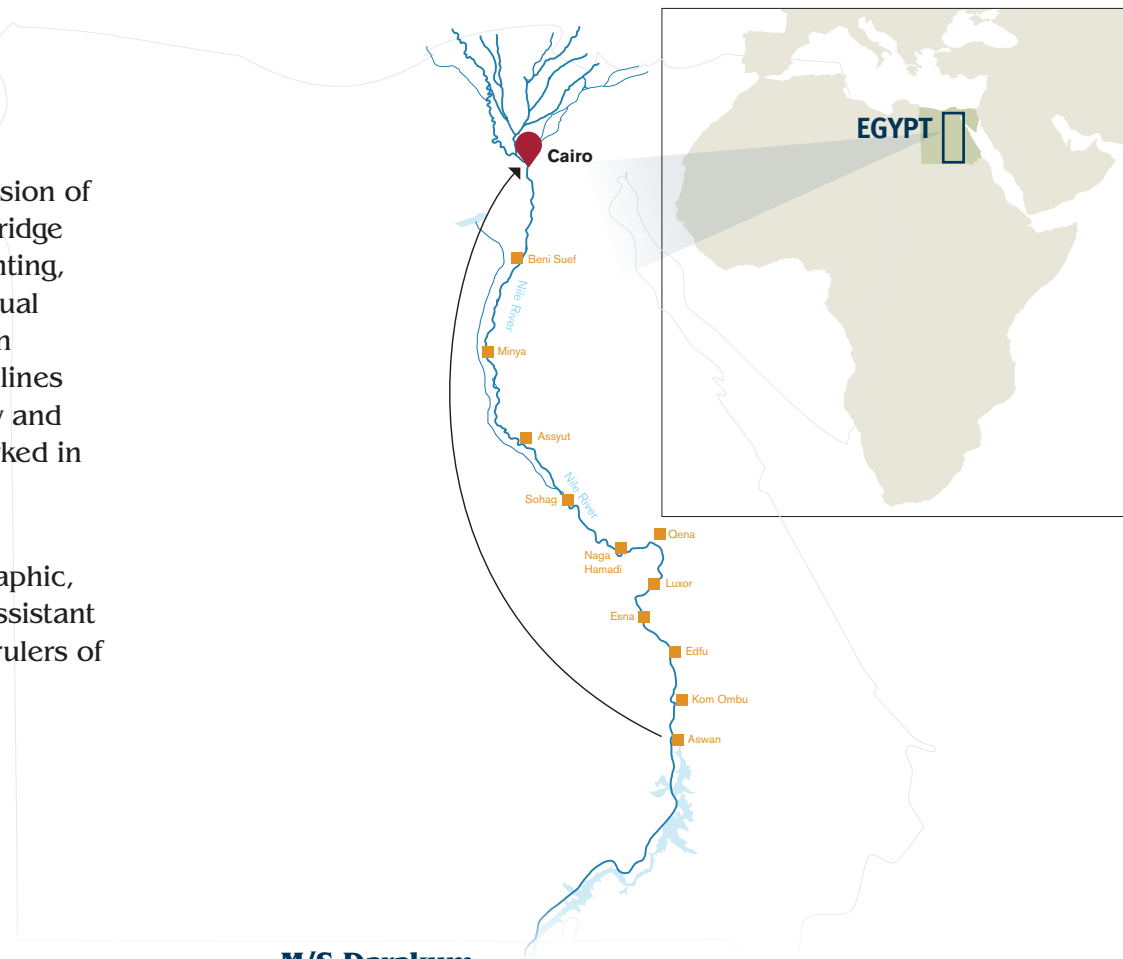 sion of
ridge
nting,
ual
n
lines
y and
ked in
aphic,
ssistant
rulers of
EGYPT
Cairo
Beni Suef
Nile River
Minya
Assyut
Nile River
Sohag
Qena
Naga
Hamadi
Luxor
Esna
Edfu
Kom Ombu
Aswan